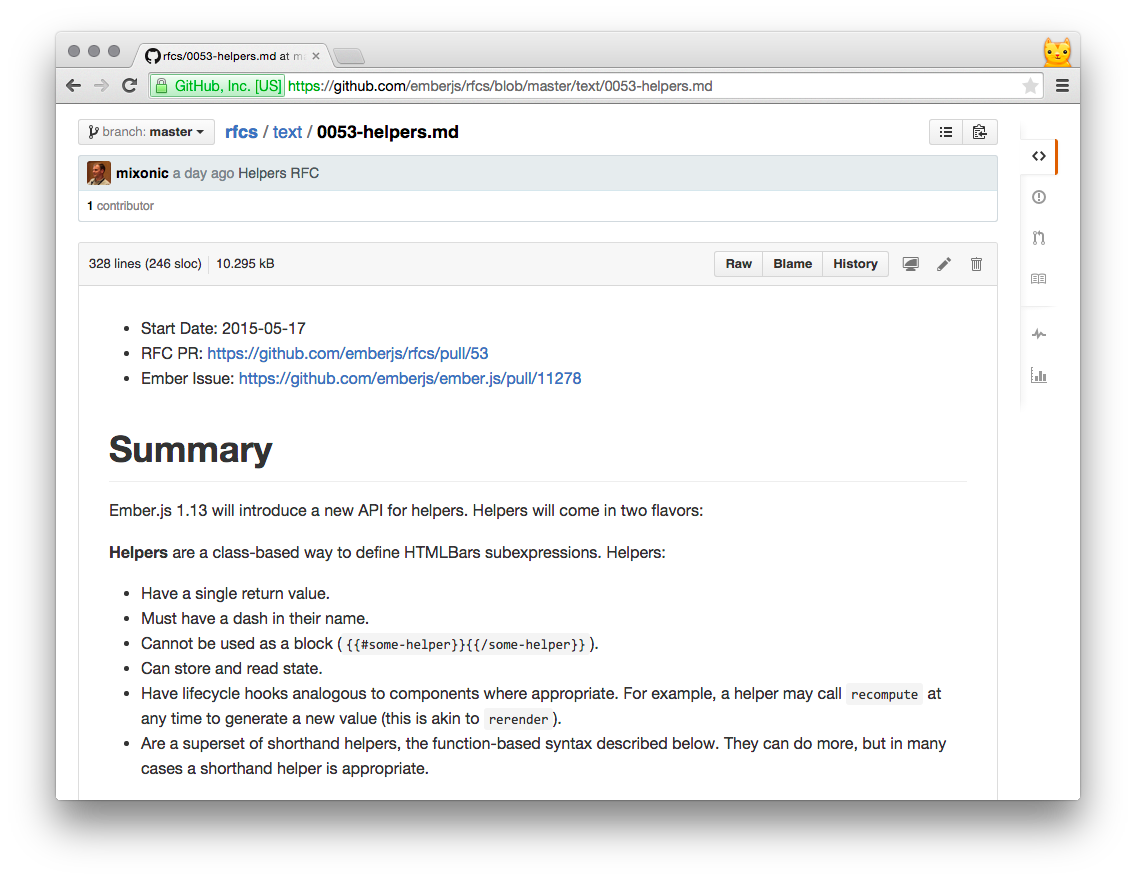 rfcs/0053-helpers.md at m
GitHub, Inc. [US] https://github.com/emberjs/rfcs/blob/master/text/0053-helpers.md
branch: master rfcs / text / 0053-helpers.md
mixonic a day ago Helpers RFC
1 contributor
328 lines (246 sloc) 10.295 kB Raw Blame History
• Start Date: 2015-05-17
• RFC PR: https://github.com/emberjs/rfcs/pull/53
• Ember Issue: https://github.com/emberjs/ember.js/pull/11278
Summary
Ember.js 1.13 will introduce a new API for helpers. Helpers will come in two flavors:
Helpers are a class-based way to define HTMLBars subexpressions. Helpers:
• Have a single return value.
• Must have a dash in their name.
• Cannot be used as a block ( {{#some-helper}}{{/some-helper}} ).
• Can store and read state.
• Have lifecycle hooks analogous to components where appropriate. For example, a helper may call recompute at
any time to generate a new value (this is akin to rerender ).
• Are a superset of shorthand helpers, the function-based syntax described below. They can do more, but in many
cases a shorthand helper is appropriate.